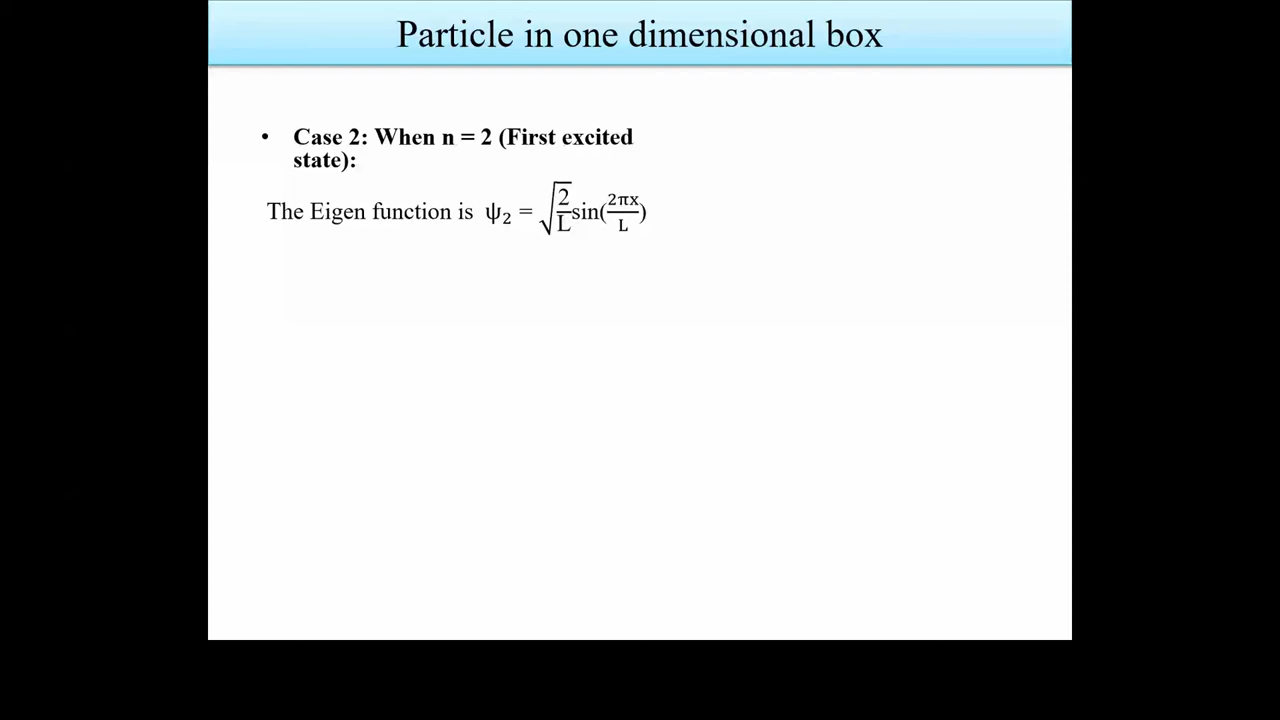 Particle in one dimensional box
• Case 2: When n = 2 (First excited
state):
The Eigen function is ψ₂ = √(2/L) sin(2πx/L)